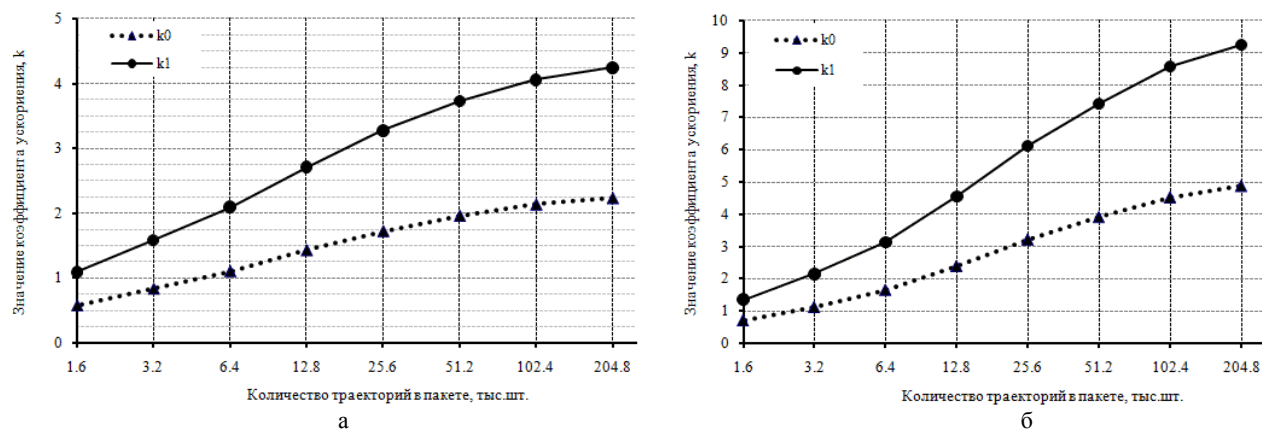 5
4
3
2
1
0
k0
k1
Значение коэффициента ускориения, k
1.6 3.2 6.4 12.8 25.6 51.2 102.4 204.8
Количество траекторий в пакете, тыс.шт.
а
10
9
8
7
6
5
4
3
2
1
0
k0
k1
Значение коэффициента ускориения, k
1.6 3.2 6.4 12.8 25.6 51.2 102.4 204.8
Количество траекторий в пакете, тыс.шт.
б